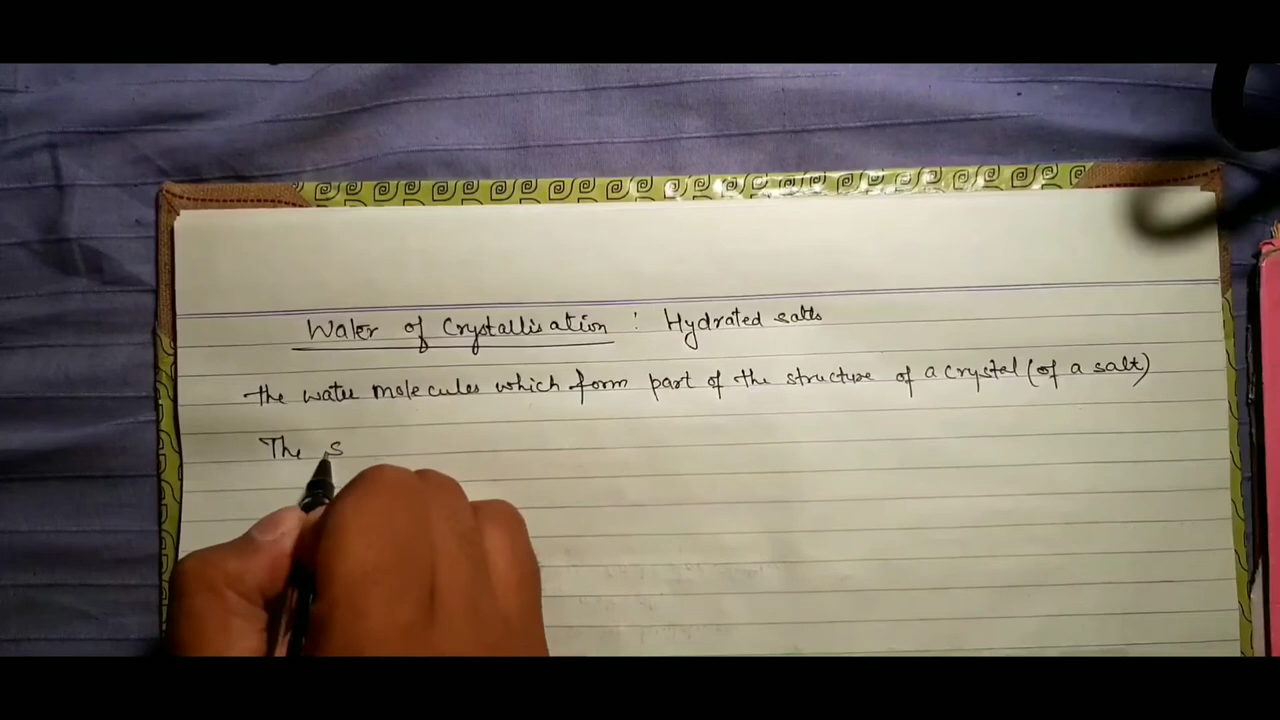 Water of Crystallisation : Hydrated salts
the water molecules which form part of the structure of a crystal (of a salt)
The s